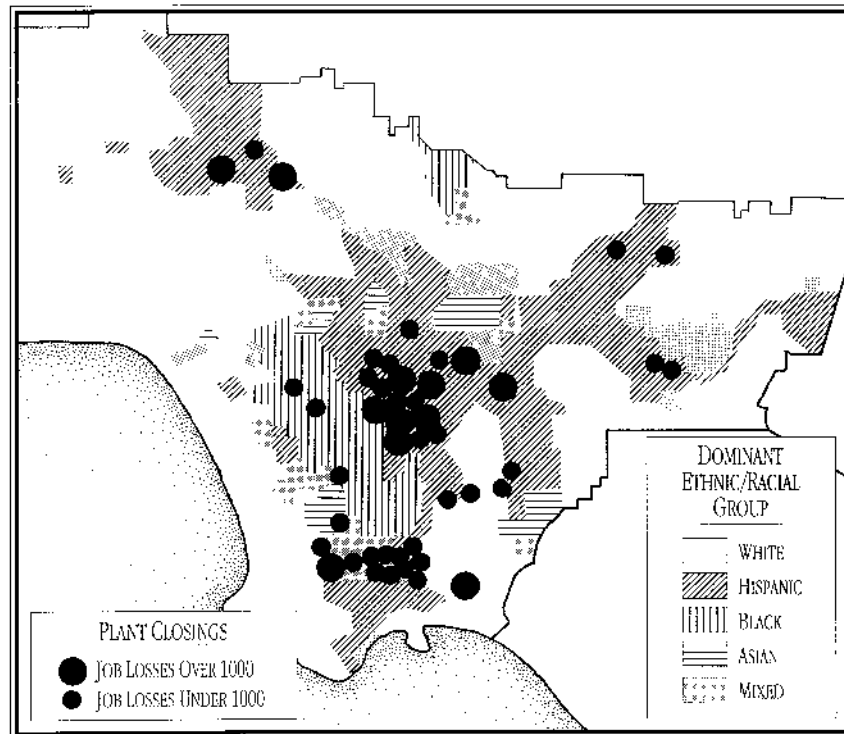 PLANT CLOSINGS
JOB LOSSES OVER 1000
JOB LOSSES UNDER 1000
DOMINANT
ETHNIC/RACIAL
GROUP
WHITE
HISPANIC
BLACK
ASIAN
MIXED